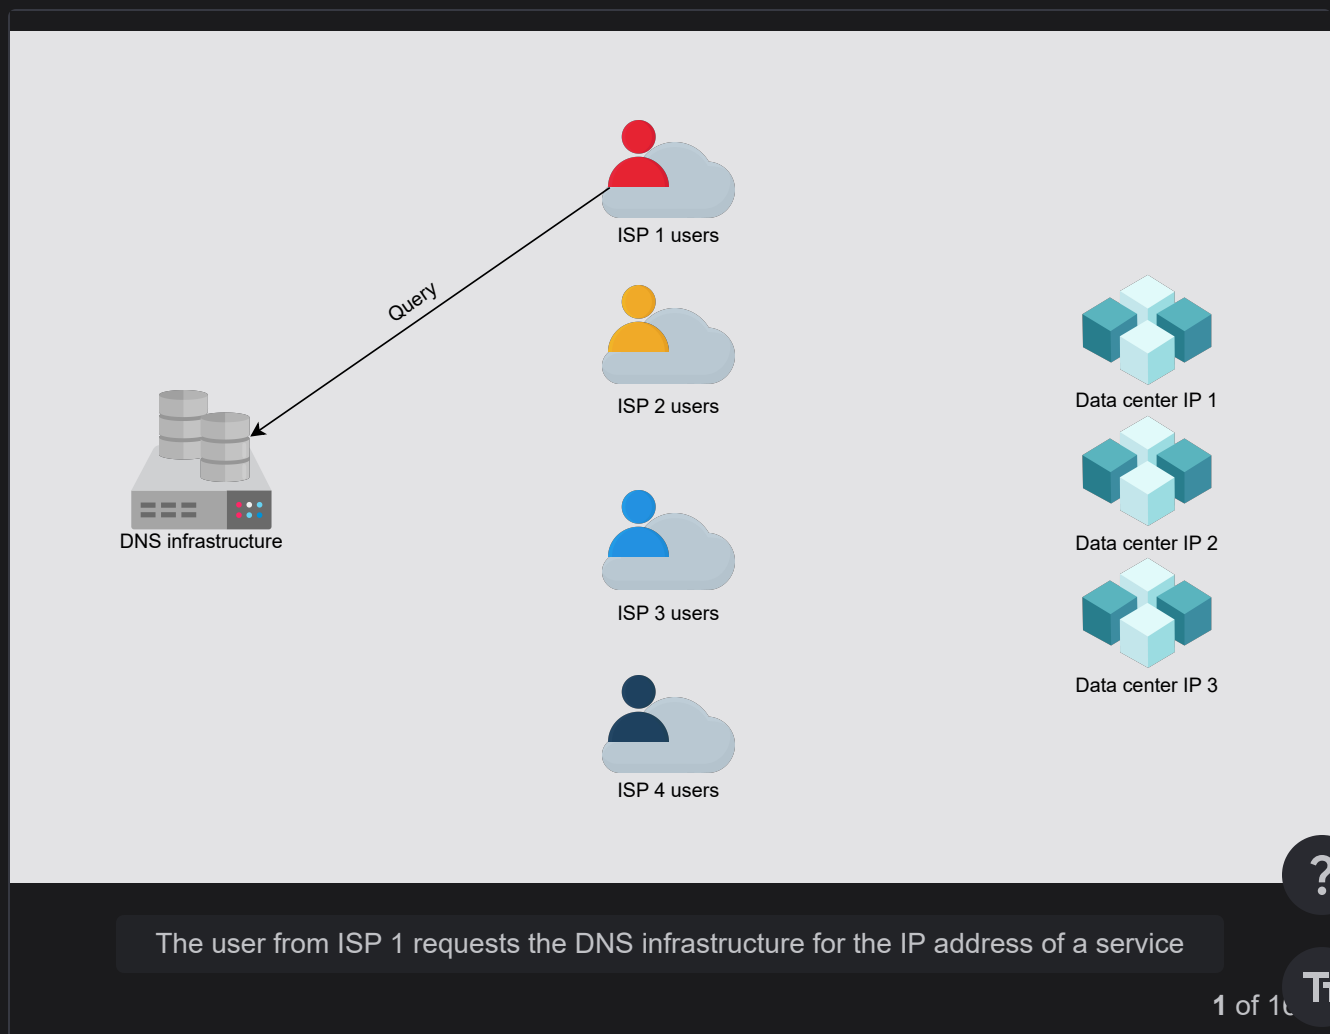 ISP 1 users
Query
ISP 2 users
Data center IP 1
DNS infrastructure
Data center IP 2
ISP 3 users
Data center IP 3
ISP 4 users
?
The user from ISP 1 requests the DNS infrastructure for the IP address of a service
1 of